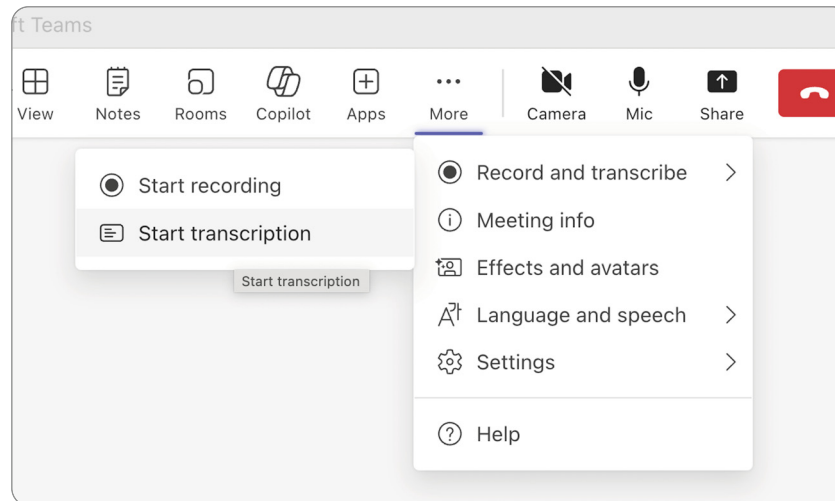 ft Teams
View Notes Rooms Copilot Apps More Camera Mic Share
Start recording
Start transcription
Start transcription
Record and transcribe
Meeting info
Effects and avatars
Language and speech
Settings
Help